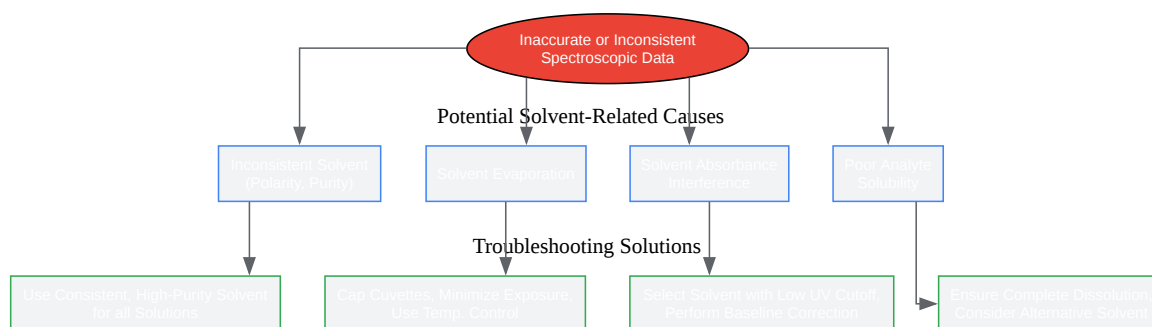 Inaccurate or Inconsistent
Spectroscopic Data
Potential Solvent-Related Causes
Inconsistent Solvent
(Polarity, Purity)
Solvent Evaporation
Solvent Absorbance
Interference
Poor Analyte
Solubility
Troubleshooting Solutions
Use Consistent, High-Purity Solvent
for all Solutions
Cap Cuvettes, Minimize Exposure,
Use Temp. Control
Select Solvent with Low UV Cutoff,
Perform Baseline Correction
Ensure Complete Dissolution,
Consider Alternative Solvent